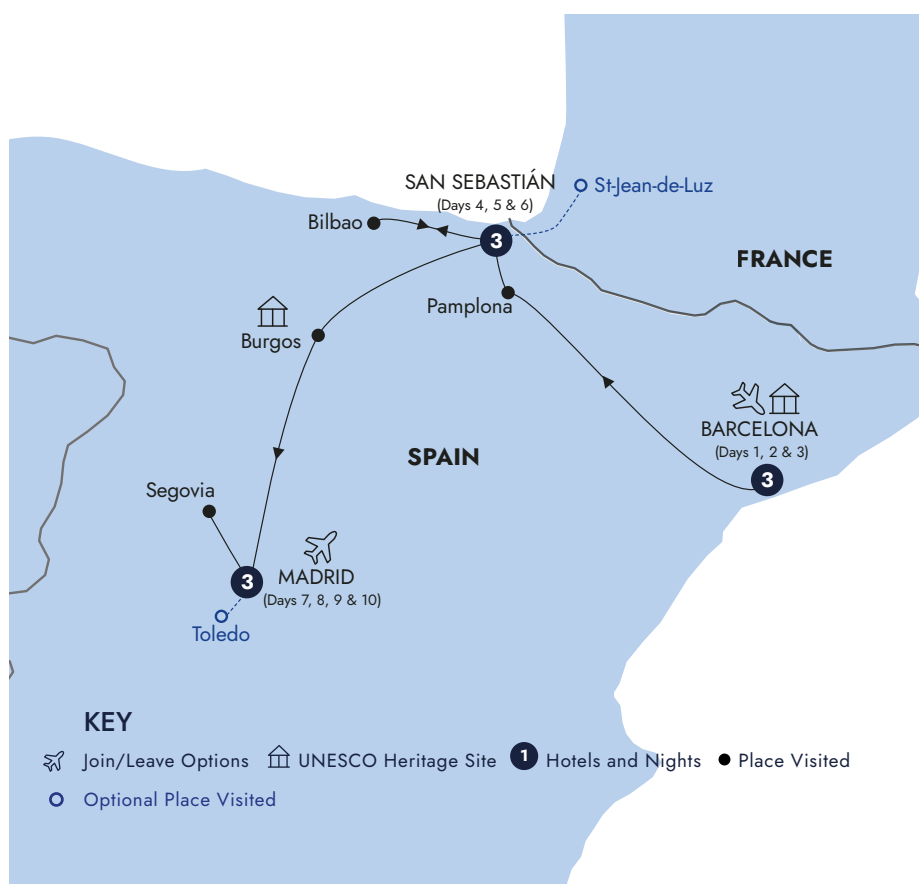 SAN SEBASTIÁN
(Days 4, 5 & 6)
St-Jean-de-Luz
Bilbao
3
FRANCE
Pamplona
Burgos
BARCELONA
(Days 1, 2 & 3)
SPAIN
3
Segovia
MADRID
3
(Days 7, 8, 9 & 10)
Toledo
KEY
Join/Leave Options UNESCO Heritage Site 1 Hotels and Nights Place Visited
Optional Place Visited